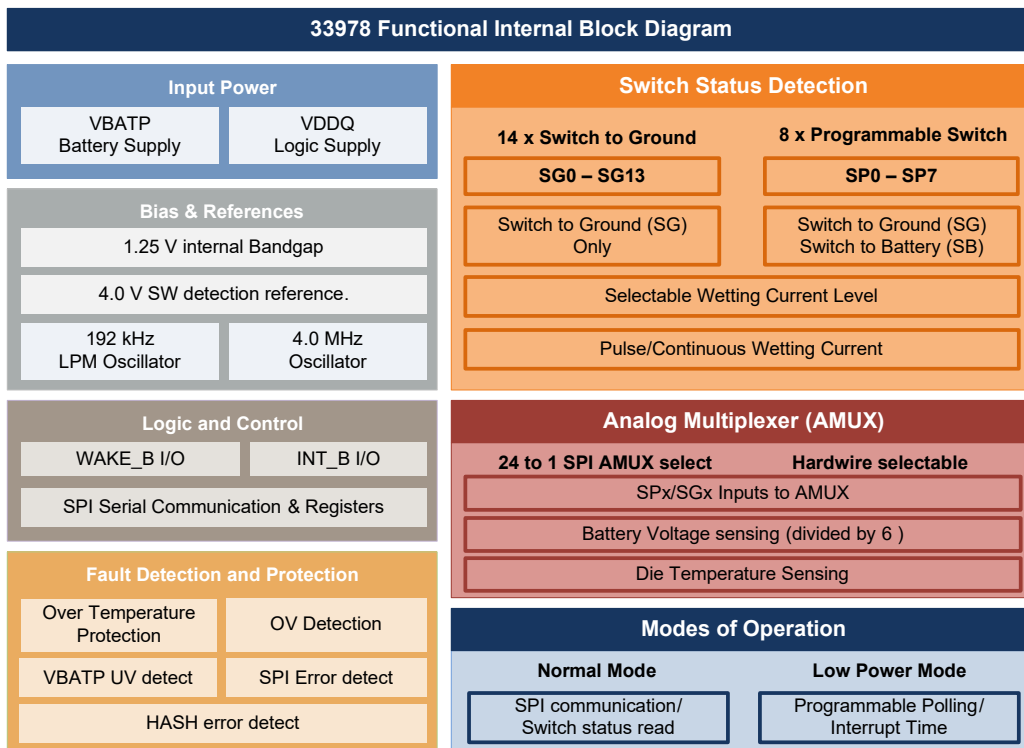 33978 Functional Internal Block Diagram
Input Power
VBATP
Battery Supply
VDDQ
Logic Supply
Bias & References
1.25 V internal Bandgap
4.0 V SW detection reference.
192 kHz
LPM Oscillator
4.0 MHz
Oscillator
Logic and Control
WAKE_B I/O
INT_B I/O
SPI Serial Communication & Registers
Fault Detection and Protection
Over Temperature
Protection
OV Detection
VBATP UV detect
SPI Error detect
HASH error detect
Switch Status Detection
14 x Switch to Ground
8 x Programmable Switch
SG0 – SG13
SP0 – SP7
Switch to Ground (SG)
Only
Switch to Ground (SG)
Switch to Battery (SB)
Selectable Wetting Current Level
Pulse/Continuous Wetting Current
Analog Multiplexer (AMUX)
24 to 1 SPI AMUX select
Hardwire selectable
SPx/SGx Inputs to AMUX
Battery Voltage sensing (divided by 6 )
Die Temperature Sensing
Modes of Operation
Normal Mode
Low Power Mode
SPI communication/
Switch status read
Programmable Polling/
Interrupt Time